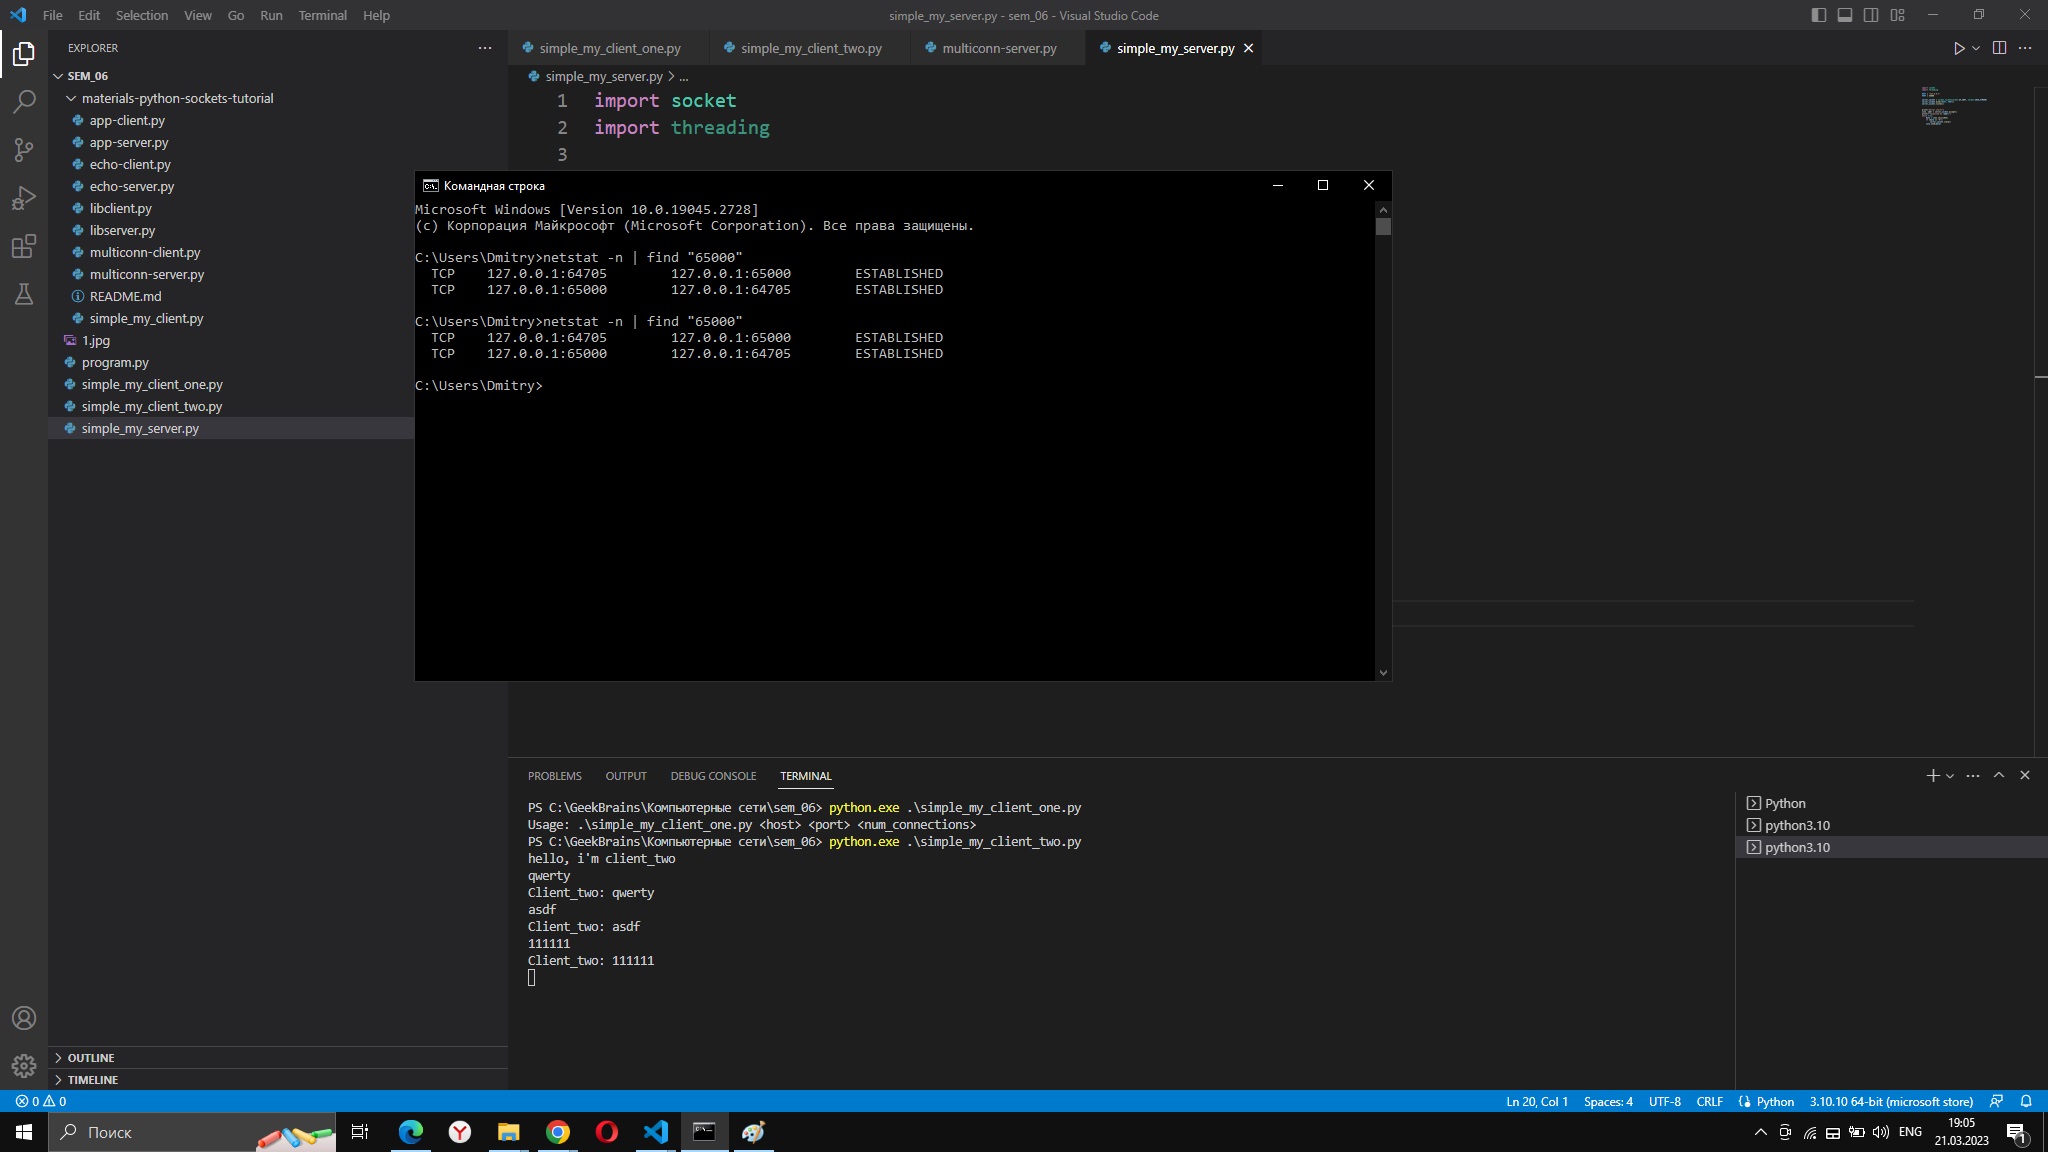 File Edit Selection View Go Run Terminal Help
simple_my_server.py - sem_06 - Visual Studio Code
EXPLORER
SEM_06
materials-python-sockets-tutorial
app-client.py
app-server.py
echo-client.py
echo-server.py
libclient.py
libserver.py
multiconn-client.py
multiconn-server.py
README.md
simple_my_client.py
1.jpg
program.py
simple_my_client_one.py
simple_my_client_two.py
simple_my_server.py
OUTLINE
TIMELINE
simple_my_client_one.py simple_my_client_two.py multiconn-server.py simple_my_server.py
simple_my_server.py > ...
1 import socket
2 import threading
3
Командная строка
Microsoft Windows [Version 10.0.19045.2728]
(c) Корпорация Майкрософт (Microsoft Corporation). Все права защищены.
C:\Users\Dmitry>netstat -n | find "65000"
TCP 127.0.0.1:64705 127.0.0.1:65000 ESTABLISHED
TCP 127.0.0.1:65000 127.0.0.1:64705 ESTABLISHED
C:\Users\Dmitry>netstat -n | find "65000"
TCP 127.0.0.1:64705 127.0.0.1:65000 ESTABLISHED
TCP 127.0.0.1:65000 127.0.0.1:64705 ESTABLISHED
C:\Users\Dmitry>
PROBLEMS OUTPUT DEBUG CONSOLE TERMINAL
PS C:\GeekBrains\Компьютерные сети\sem_06> python.exe .\simple_my_client_one.py
Usage: .\simple_my_client_one.py <host> <port> <num_connections>
PS C:\GeekBrains\Компьютерные сети\sem_06> python.exe .\simple_my_client_two.py
hello, i'm client_two
qwerty
Client_two: qwerty
asdf
Client_two: asdf
111111
Client_two: 111111
Python
python3.10
python3.10
0 0
Ln 20, Col 1 Spaces: 4 UTF-8 CRLF Python 3.10.10 64-bit (microsoft store)
Поиск
ENG
19:05
21.03.2023
1